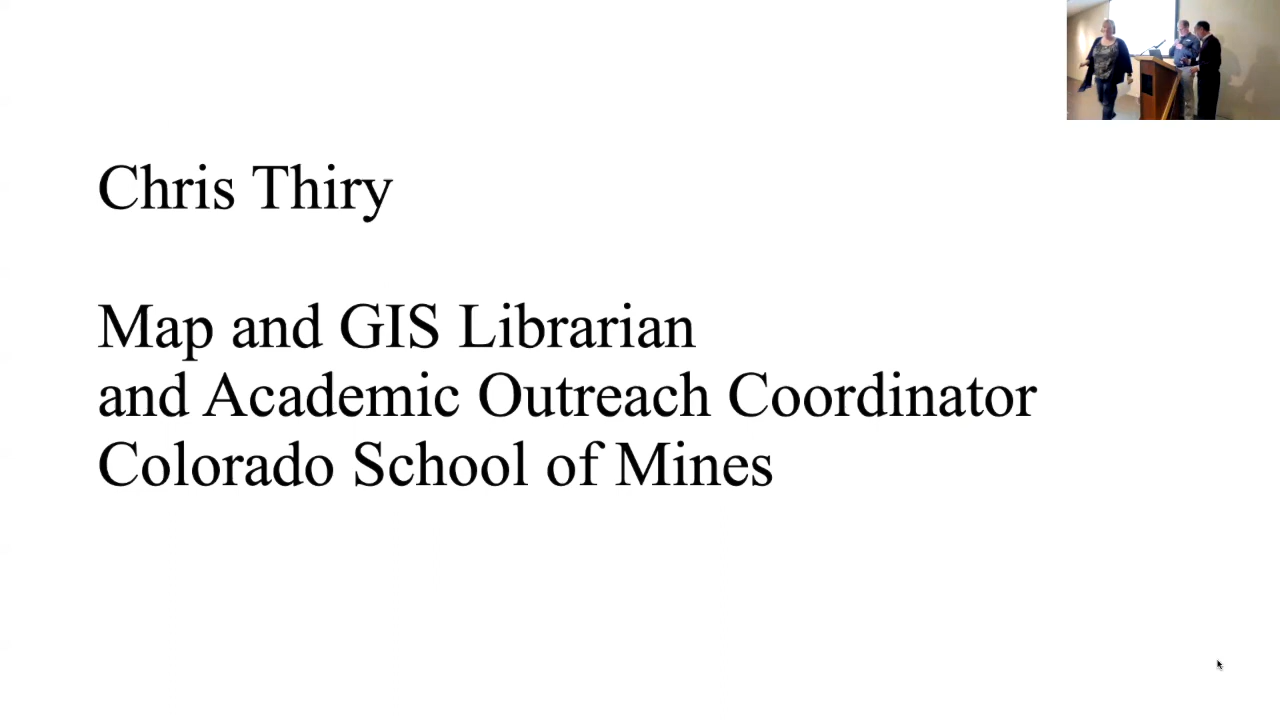 Chris Thiry
Map and GIS Librarian
and Academic Outreach Coordinator
Colorado School of Mines